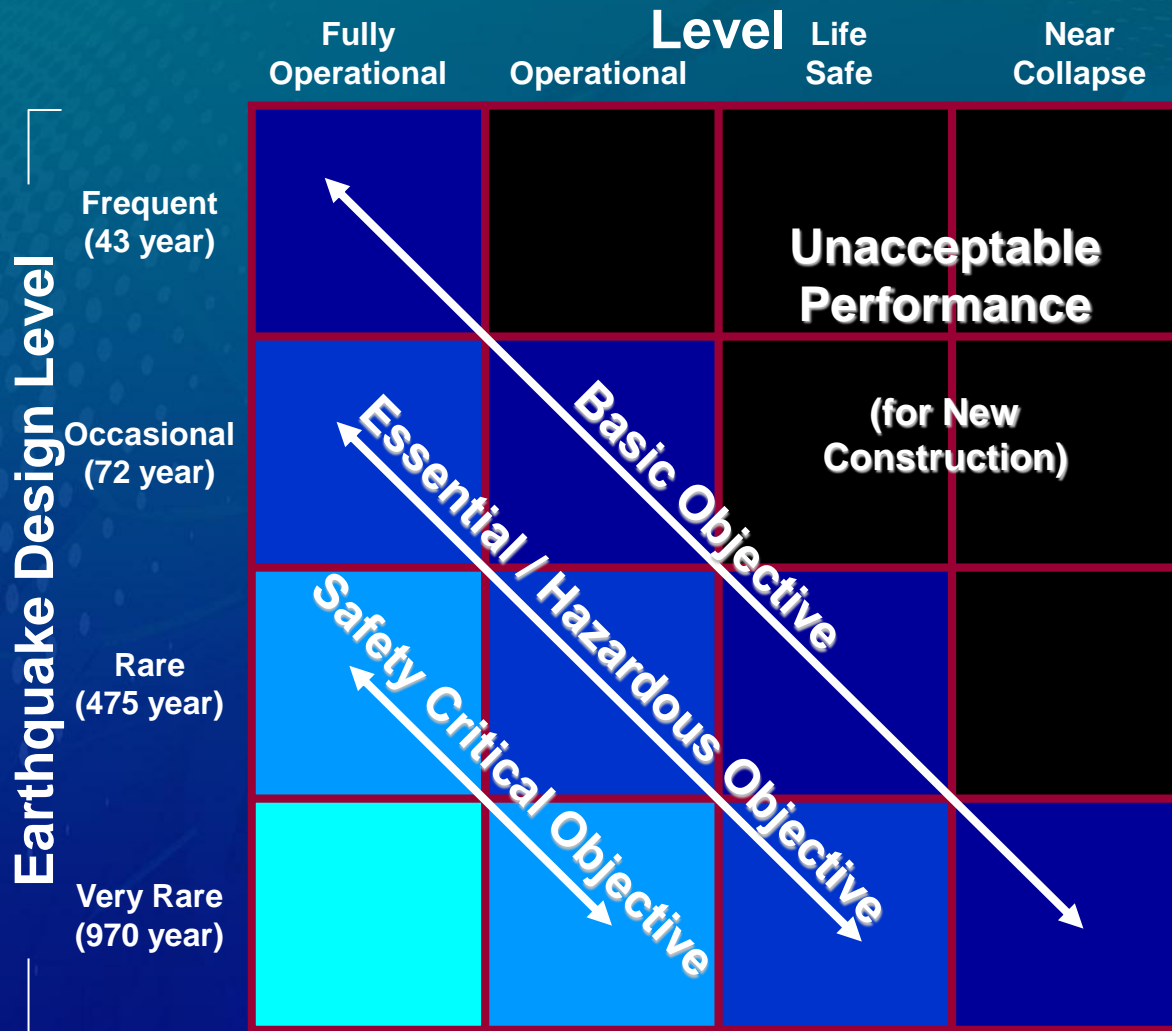 Level
Fully
Operational
Operational
Life
Safe
Near
Collapse
Earthquake Design Level
Frequent
(43 year)
Occasional
(72 year)
Rare
(475 year)
Very Rare
(970 year)
Unacceptable
Performance
(for New
Construction)
Basic Objective
Essential / Hazardous Objective
Safety Critical Objective